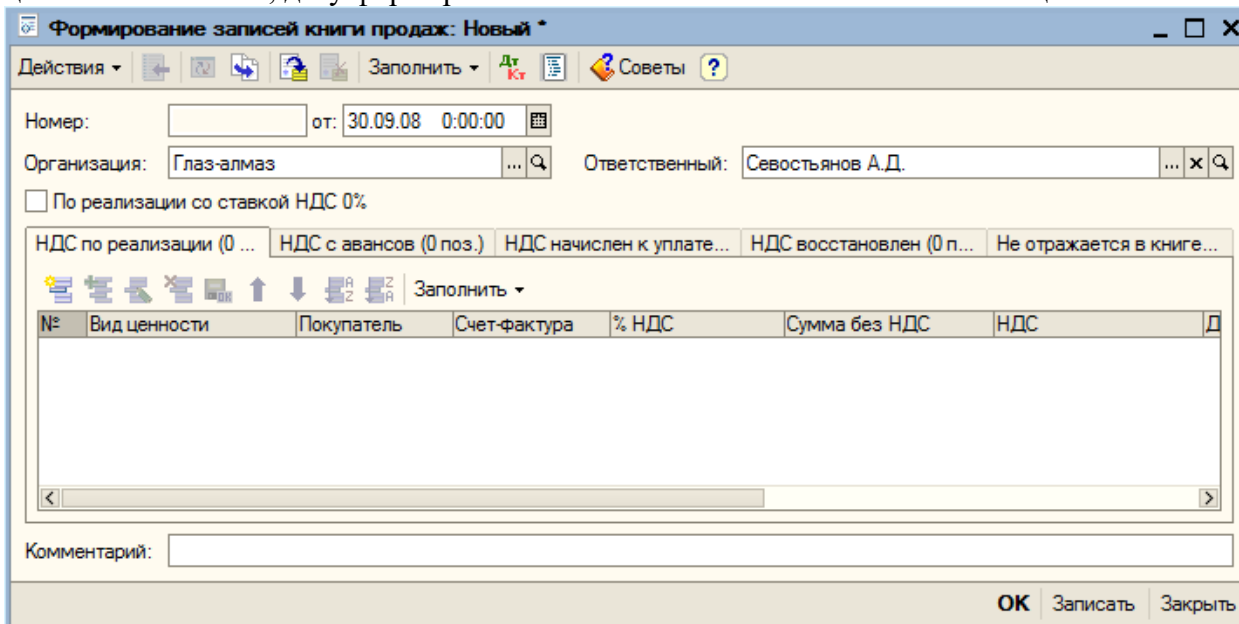 Формирование записей книги продаж: Новый *
Действия Заполнить Дт Кт Советы ?
Номер: от: 30.09.08 0:00:00
Организация: Глаз-алмаз ... Ответственный: Севостьянов А.Д. ... x
По реализации со ставкой НДС 0%
НДС по реализации (0 ... НДС с авансов (0 поз.) НДС начислен к уплате... НДС восстановлен (0 п... Не отражается в книге...
Заполнить
№ Вид ценности Покупатель Счет-фактура % НДС Сумма без НДС НДС Д
Комментарий:
OK Записать Закрыть